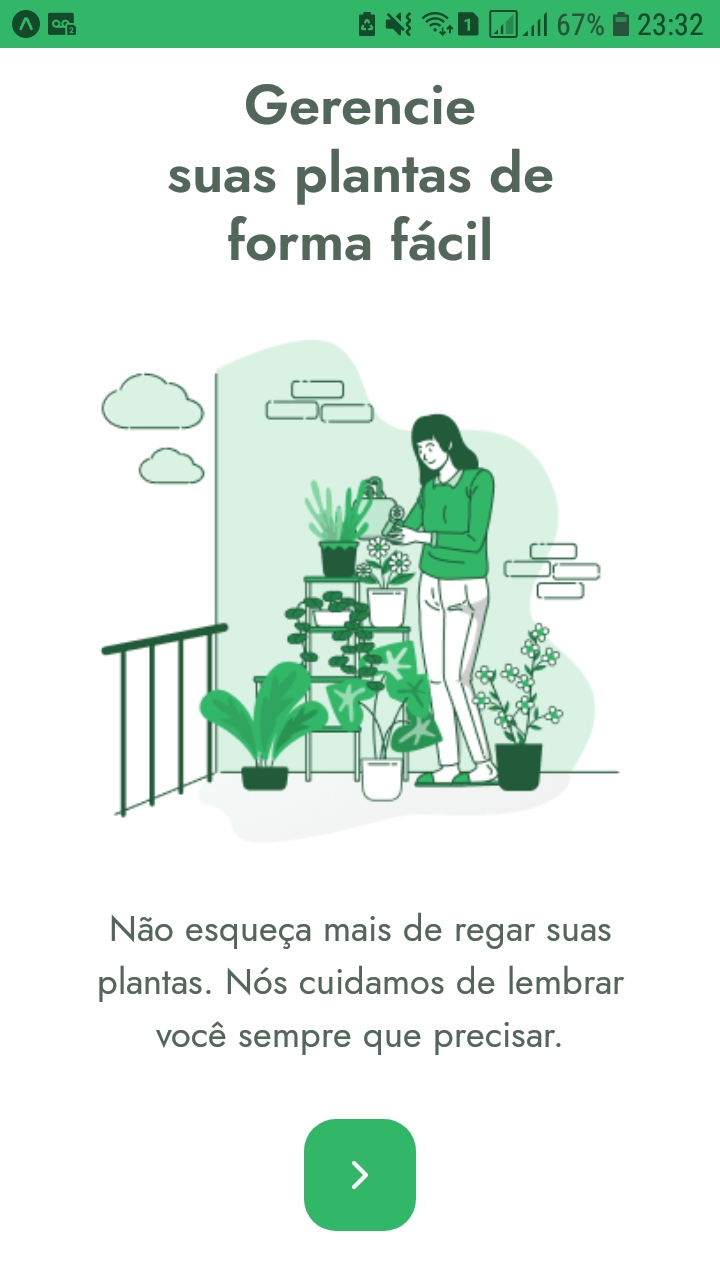 67% 23:32
Gerencie
suas plantas de
forma fácil
Não esqueça mais de regar suas
plantas. Nós cuidamos de lembrar
você sempre que precisar.